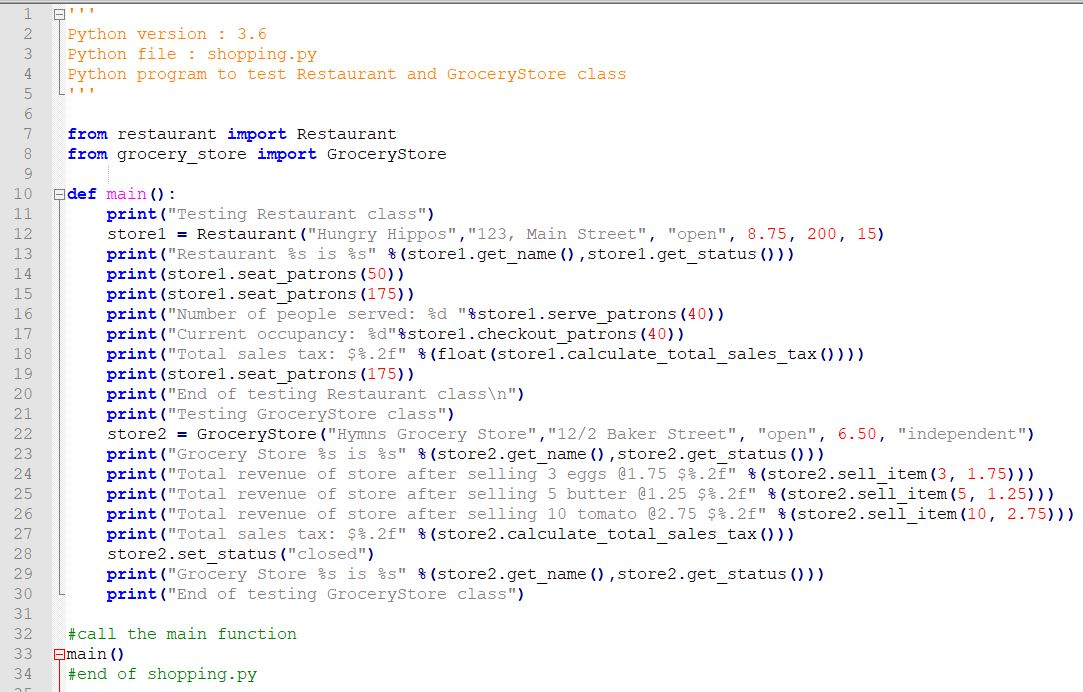 1 '''
2 Python version : 3.6
3 Python file : shopping.py
4 Python program to test Restaurant and GroceryStore class
5 '''
6
7 from restaurant import Restaurant
8 from grocery_store import GroceryStore
9
10 def main():
11     print("Testing Restaurant class")
12     store1 = Restaurant("Hungry Hippos","123, Main Street", "open", 8.75, 200, 15)
13     print("Restaurant %s is %s" %(store1.get_name(),store1.get_status()))
14     print(store1.seat_patrons(50))
15     print(store1.seat_patrons(175))
16     print("Number of people served: %d "%store1.serve_patrons(40))
17     print("Current occupancy: %d"%store1.checkout_patrons(40))
18     print("Total sales tax: $%.2f" %(float(store1.calculate_total_sales_tax())))
19     print(store1.seat_patrons(175))
20     print("End of testing Restaurant class\n")
21     print("Testing GroceryStore class")
22     store2 = GroceryStore("Hymns Grocery Store","12/2 Baker Street", "open", 6.50, "independent")
23     print("Grocery Store %s is %s" %(store2.get_name(),store2.get_status()))
24     print("Total revenue of store after selling 3 eggs @1.75 $%.2f" %(store2.sell_item(3, 1.75)))
25     print("Total revenue of store after selling 5 butter @1.25 $%.2f" %(store2.sell_item(5, 1.25)))
26     print("Total revenue of store after selling 10 tomato @2.75 $%.2f" %(store2.sell_item(10, 2.75)))
27     print("Total sales tax: $%.2f" %(store2.calculate_total_sales_tax()))
28     store2.set_status("closed")
29     print("Grocery Store %s is %s" %(store2.get_name(),store2.get_status()))
30     print("End of testing GroceryStore class")
31
32 #call the main function
33 main()
34 #end of shopping.py